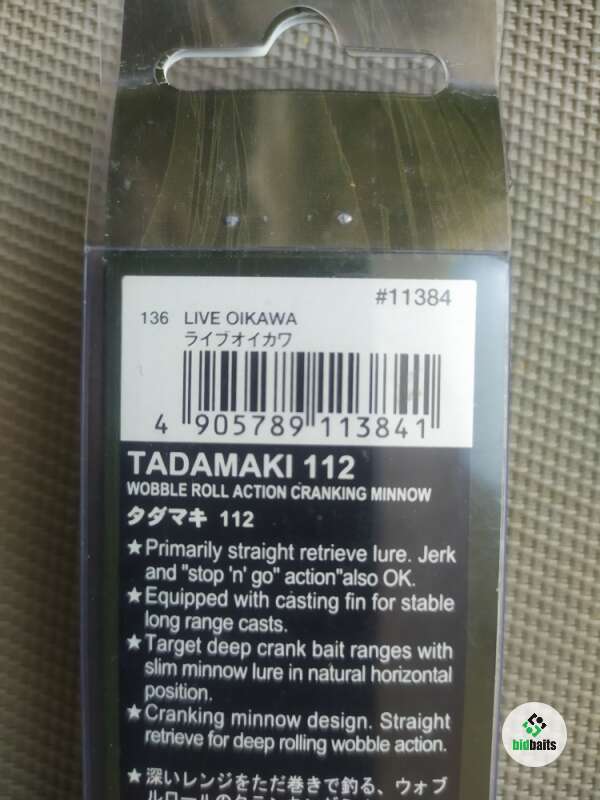 #11384
136 LIVE OIKAWA
ライブオイカワ
4 905789 113841
TADAMAKI 112
WOBBLE ROLL ACTION CRANKING MINNOW
タダマキ 112
★Primarily straight retrieve lure. Jerk
and "stop 'n' go" action"also OK.
★Equipped with casting fin for stable
long range casts.
★Target deep crank bait ranges with
slim minnow lure in natural horizontal
position.
★Cranking minnow design. Straight
retrieve for deep rolling wobble action.
★深いレンジをただ巻きで釣る、ウォブ
bidbaits